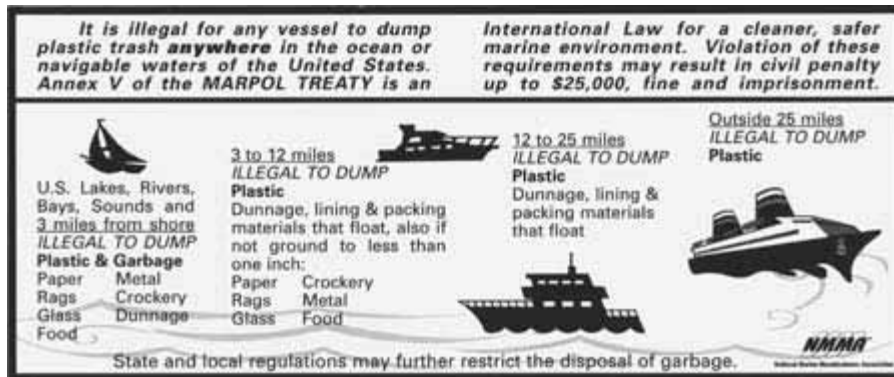 It is illegal for any vessel to dump
plastic trash anywhere in the ocean or
navigable waters of the United States.
Annex V of the MARPOL TREATY is an
International Law for a cleaner, safer
marine environment. Violation of these
requirements may result in civil penalty
up to $25,000, fine and imprisonment.
U.S. Lakes, Rivers,
Bays, Sounds and
3 miles from shore
ILLEGAL TO DUMP
Plastic & Garbage
Paper Metal
Rags Crockery
Glass Dunnage
Food
3 to 12 miles
ILLEGAL TO DUMP
Plastic
Dunnage, lining & packing
materials that float, also if
not ground to less than
one inch:
Paper Crockery
Rags Metal
Glass Food
12 to 25 miles
ILLEGAL TO DUMP
Plastic
Dunnage, lining &
packing materials
that float
Outside 25 miles
ILLEGAL TO DUMP
Plastic
NMMA
State and local regulations may further restrict the disposal of garbage.